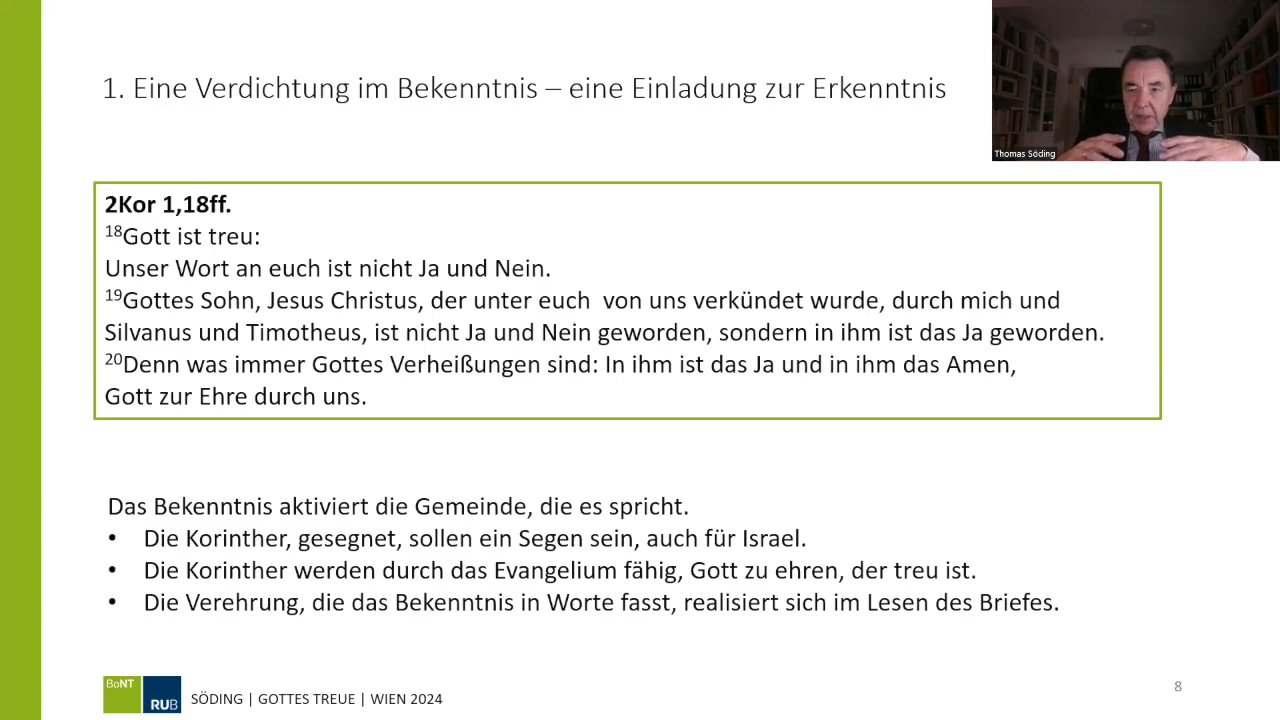 1. Eine Verdichtung im Bekenntnis – eine Einladung zur Erkenntnis
Thomas Söding
2Kor 1,18ff.
18Gott ist treu:
Unser Wort an euch ist nicht Ja und Nein.
19Gottes Sohn, Jesus Christus, der unter euch  von uns verkündet wurde, durch mich und
Silvanus und Timotheus, ist nicht Ja und Nein geworden, sondern in ihm ist das Ja geworden.
20Denn was immer Gottes Verheißungen sind: In ihm ist das Ja und in ihm das Amen,
Gott zur Ehre durch uns.
Das Bekenntnis aktiviert die Gemeinde, die es spricht.
• Die Korinther, gesegnet, sollen ein Segen sein, auch für Israel.
• Die Korinther werden durch das Evangelium fähig, Gott zu ehren, der treu ist.
• Die Verehrung, die das Bekenntnis in Worte fasst, realisiert sich im Lesen des Briefes.
BoNT
RUB
SÖDING | GOTTES TREUE | WIEN 2024
8